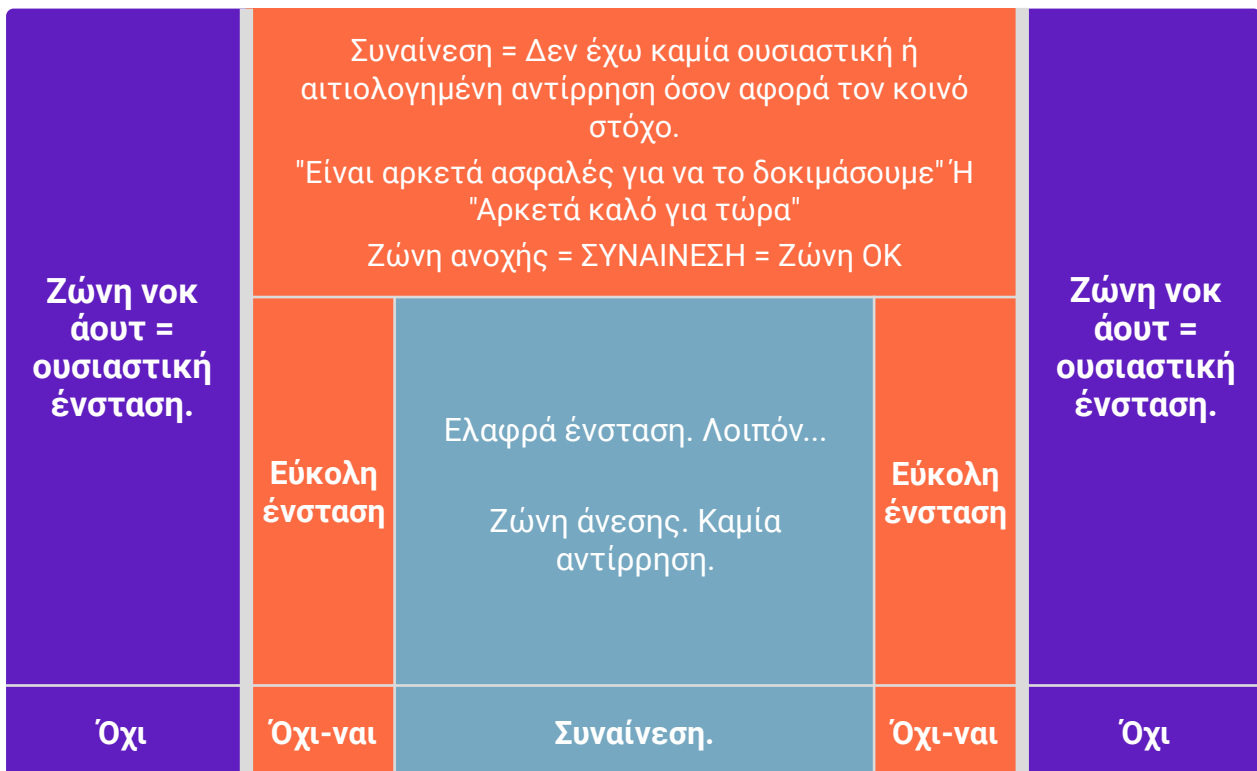 Συναίνεση = Δεν έχω καμία ουσιαστική ή
αιτιολογημένη αντίρρηση όσον αφορά τον κοινό
στόχο.
"Είναι αρκετά ασφαλές για να το δοκιμάσουμε" Ή
"Αρκετά καλό για τώρα"
Ζώνη ανοχής = ΣΥΝΑΙΝΕΣΗ = Ζώνη ΟΚ
Ζώνη νοκ
άουτ =
ουσιαστική
ένσταση.
Εύκολη
ένσταση
Ελαφρά ένσταση. Λοιπόν...
Ζώνη άνεσης. Καμία
αντίρρηση.
Εύκολη
ένσταση
Ζώνη νοκ
άουτ =
ουσιαστική
ένσταση.
Όχι
Όχι-ναι
Συναίνεση.
Όχι-ναι
Όχι